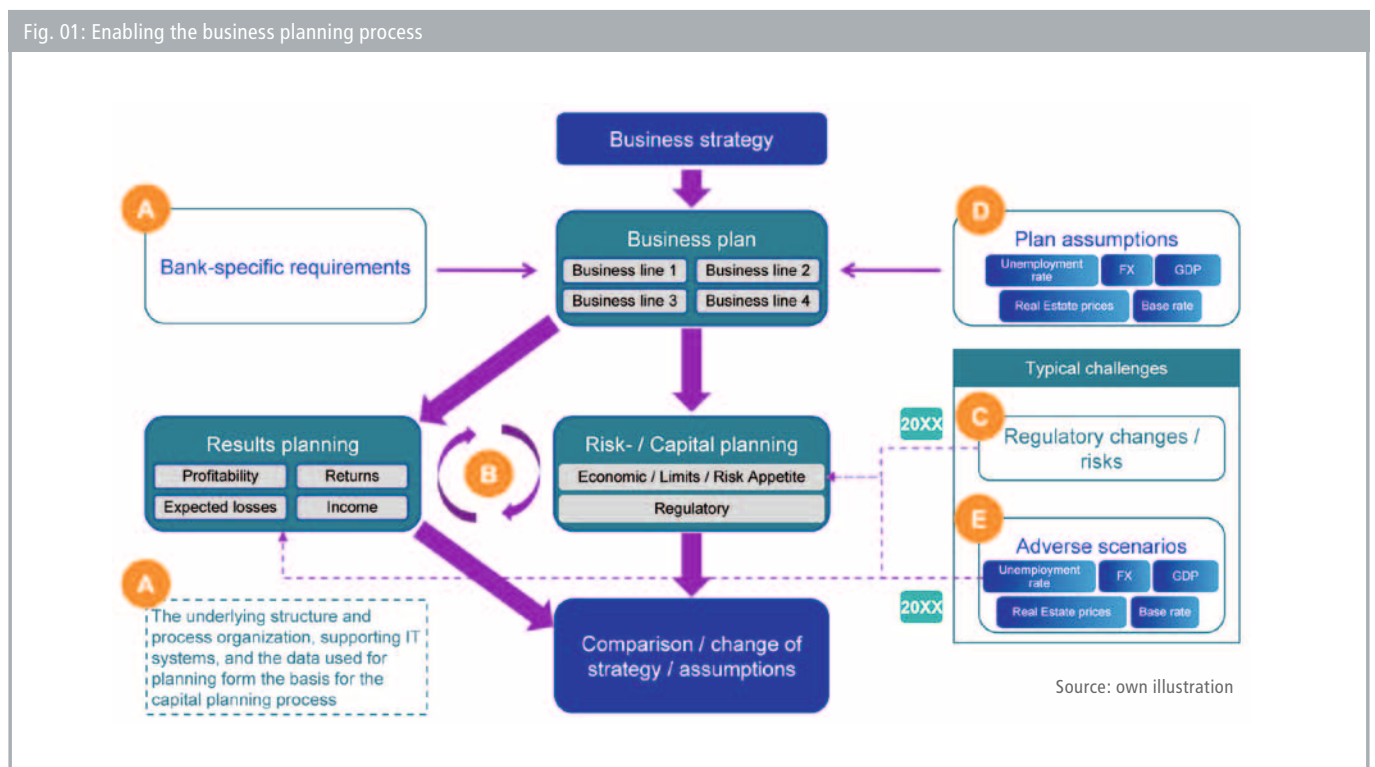 Fig. 01: Enabling the business planning process
Business strategy
A
Bank-specific requirements
Business plan
Business line 1
Business line 2
Business line 3
Business line 4
D
Plan assumptions
Unemployment
rate
FX
GDP
Real Estate prices
Base rate
Typical challenges
20XX
C
Regulatory changes /
risks
Results planning
Profitability
Returns
Expected losses
Income
B
Risk- / Capital planning
Economic / Limits / Risk Appetite
Regulatory
E
Adverse scenarios
Unemployment
rate
FX
GDP
Real Estate prices
Base rate
20XX
A
The underlying structure and
process organization, supporting IT
systems, and the data used for
planning form the basis for the
capital planning process
Comparison / change of
strategy / assumptions
Source: own illustration